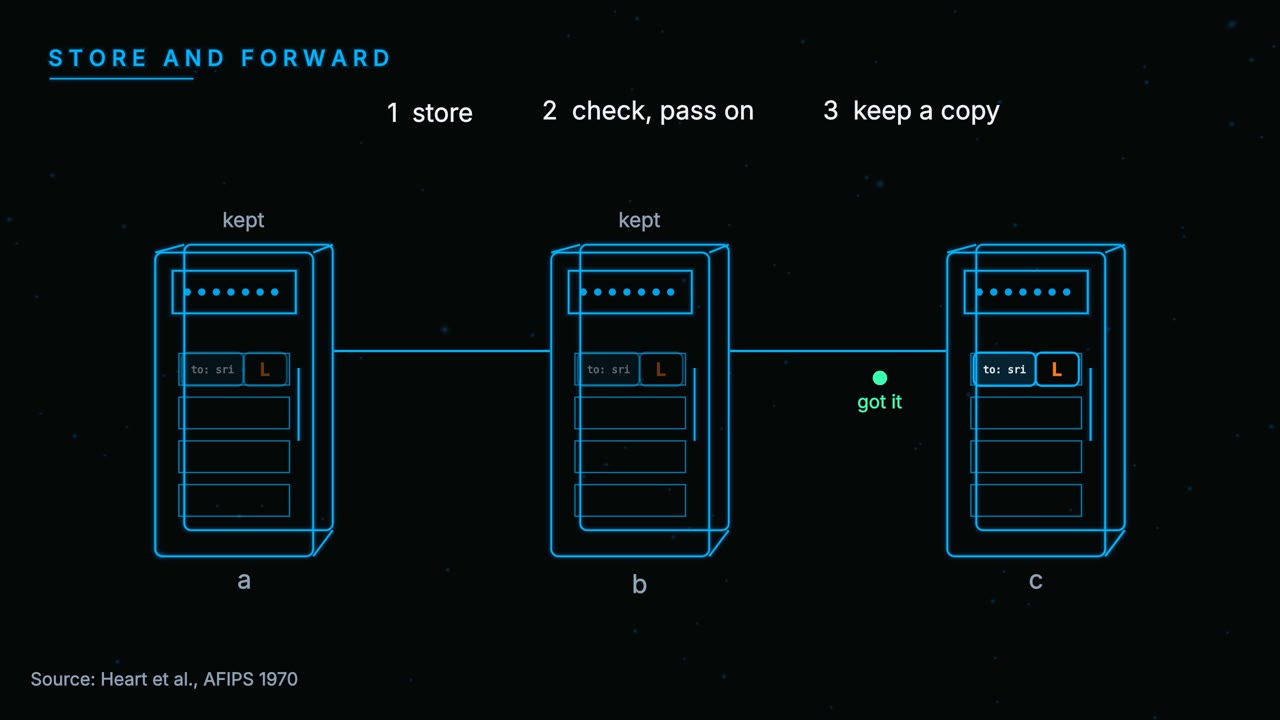 STORE AND FORWARD
1 store 2 check, pass on 3 keep a copy
kept kept
to: sri L to: sri L to: sri L
got it
a b c
Source: Heart et al., AFIPS 1970